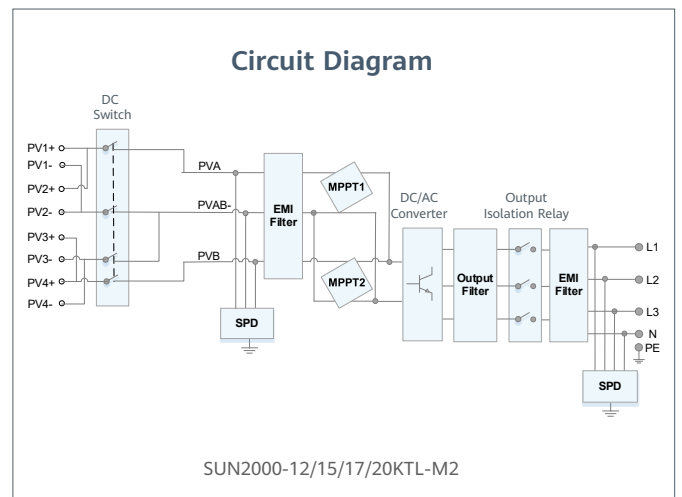 Circuit Diagram
DC
Switch
PV1+
PV1-
PV2+
PV2-
PV3+
PV3-
PV4+
PV4-
PVA
PVAB-
PVB
EMI
Filter
SPD
MPPT1
MPPT2
DC/AC
Converter
Output
Filter
Output
Isolation Relay
EMI
Filter
L1
L2
L3
N
PE
SPD
SUN2000-12/15/17/20KTL-M2